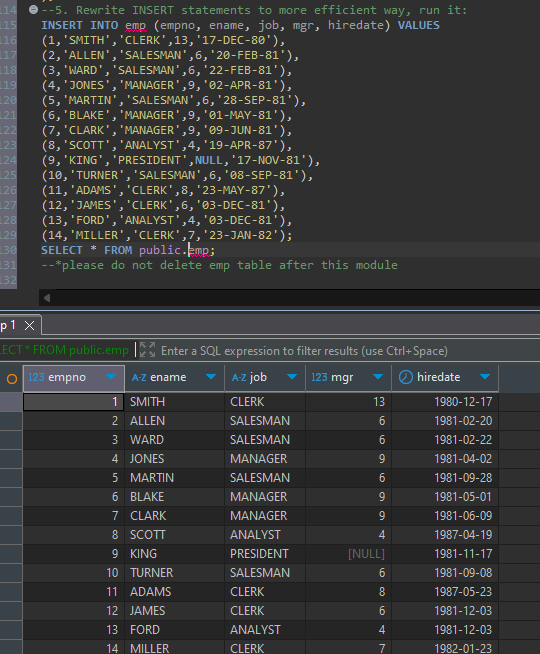 114 --5. Rewrite INSERT statements to more efficient way, run it:
115 INSERT INTO emp (empno, ename, job, mgr, hiredate) VALUES
116 (1,'SMITH','CLERK',13,'17-DEC-80'),
117 (2,'ALLEN','SALESMAN',6,'20-FEB-81'),
118 (3,'WARD','SALESMAN',6,'22-FEB-81'),
119 (4,'JONES','MANAGER',9,'02-APR-81'),
120 (5,'MARTIN','SALESMAN',6,'28-SEP-81'),
121 (6,'BLAKE','MANAGER',9,'01-MAY-81'),
122 (7,'CLARK','MANAGER',9,'09-JUN-81'),
123 (8,'SCOTT','ANALYST',4,'19-APR-87'),
124 (9,'KING','PRESIDENT',NULL,'17-NOV-81'),
125 (10,'TURNER','SALESMAN',6,'08-SEP-81'),
126 (11,'ADAMS','CLERK',8,'23-MAY-87'),
127 (12,'JAMES','CLERK',6,'03-DEC-81'),
128 (13,'FORD','ANALYST',4,'03-DEC-81'),
129 (14,'MILLER','CLERK',7,'23-JAN-82');
130 SELECT * FROM public.emp;
131 --*please do not delete emp table after this module
132
p 1
LECT * FROM public.emp Enter a SQL expression to filter results (use Ctrl+Space)
123 empno A-Z ename A-Z job 123 mgr hiredate
1 SMITH CLERK 13 1980-12-17
2 ALLEN SALESMAN 6 1981-02-20
3 WARD SALESMAN 6 1981-02-22
4 JONES MANAGER 9 1981-04-02
5 MARTIN SALESMAN 6 1981-09-28
6 BLAKE MANAGER 9 1981-05-01
7 CLARK MANAGER 9 1981-06-09
8 SCOTT ANALYST 4 1987-04-19
9 KING PRESIDENT [NULL] 1981-11-17
10 TURNER SALESMAN 6 1981-09-08
11 ADAMS CLERK 8 1987-05-23
12 JAMES CLERK 6 1981-12-03
13 FORD ANALYST 4 1981-12-03
14 MILLER CLERK 7 1982-01-23